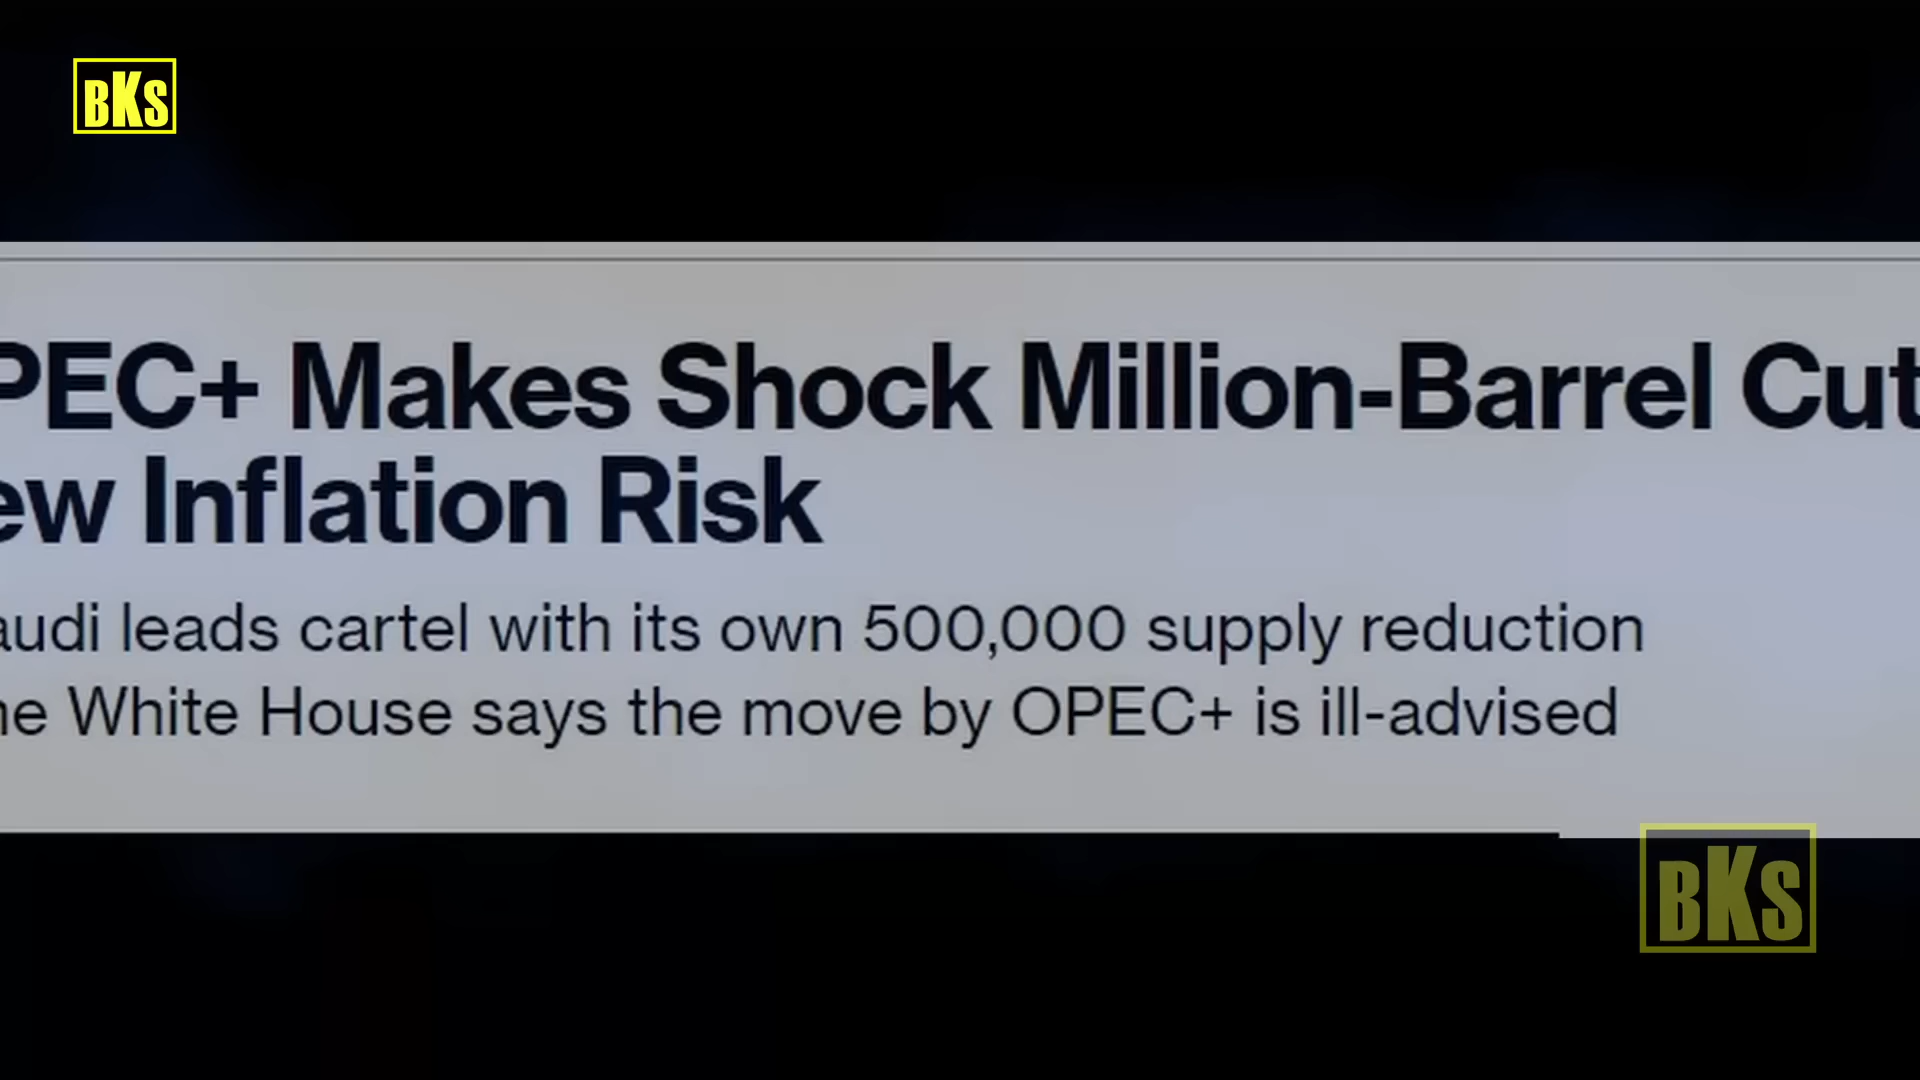 BKS
PEC+ Makes Shock Million-Barrel Cut
ew Inflation Risk
audi leads cartel with its own 500,000 supply reduction
he White House says the move by OPEC+ is ill-advised
BKS